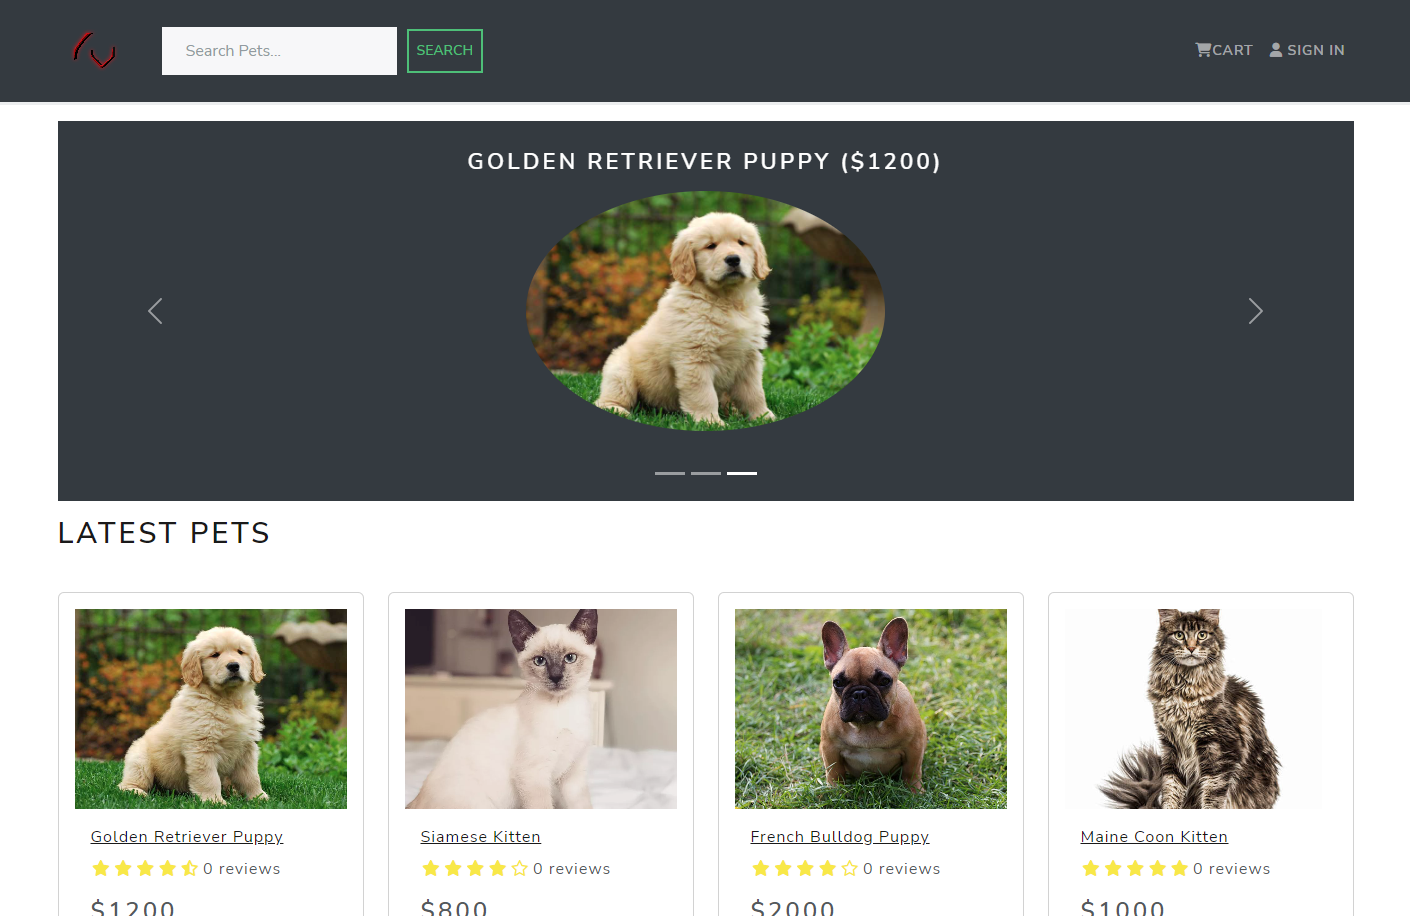 Search Pets...
SEARCH
CART
SIGN IN
GOLDEN RETRIEVER PUPPY ($1200)
LATEST PETS
Golden Retriever Puppy
0 reviews
$1200
Siamese Kitten
0 reviews
$800
French Bulldog Puppy
0 reviews
$2000
Maine Coon Kitten
0 reviews
$1000